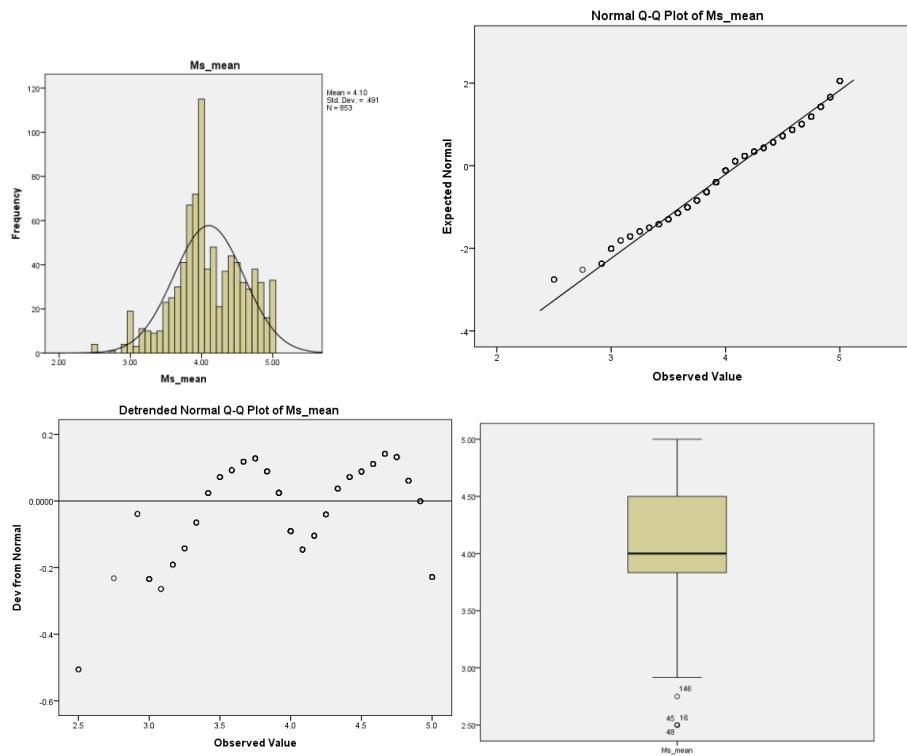 Ms_mean
Mean = 4.10
Std. Dev. = .491
N = 853
120
100
80
60
40
20
0
Frequency
2.00 3.00 4.00 5.00
Ms_mean
Normal Q-Q Plot of Ms_mean
2
0
-2
-4
Expected Normal
2 3 4 5
Observed Value
Detrended Normal Q-Q Plot of Ms_mean
0.2
0.0000
-0.2
-0.4
-0.6
Dev from Normal
2.5 3.0 3.5 4.0 4.5 5.0
Observed Value
5.00
4.50
4.00
3.50
3.00
2.50
146
45 16
48
Ms_mean